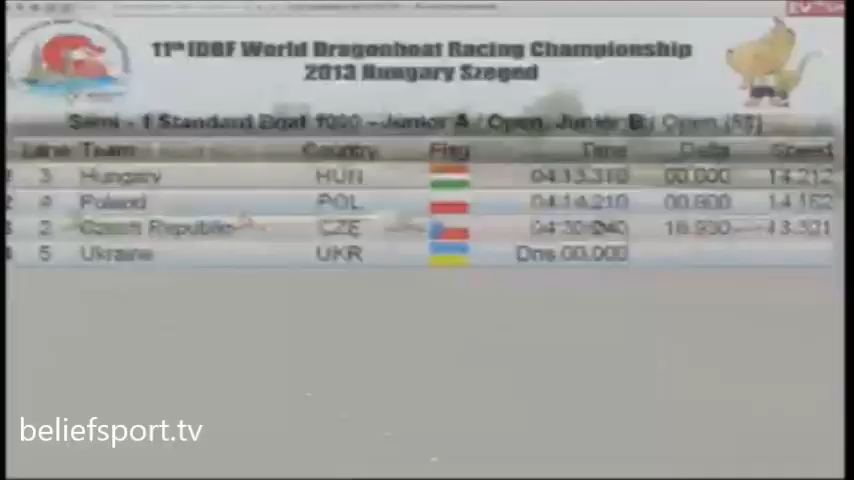 11th IDBF World Dragonboat Racing Championship
2013 Hungary Szeged
Semi - 1 Standard Boat 1000 - Junior A / Open, Junior B / Open
Lane Team Country Flag Time Delta Speed
3 Hungary HUN 04:13.310 00.000 14.212
4 Poland POL 04:14.210 00.900 14.162
2 Czech Republic CZE
5 Ukraine UKR Dns 00.000
beliefsport.tv